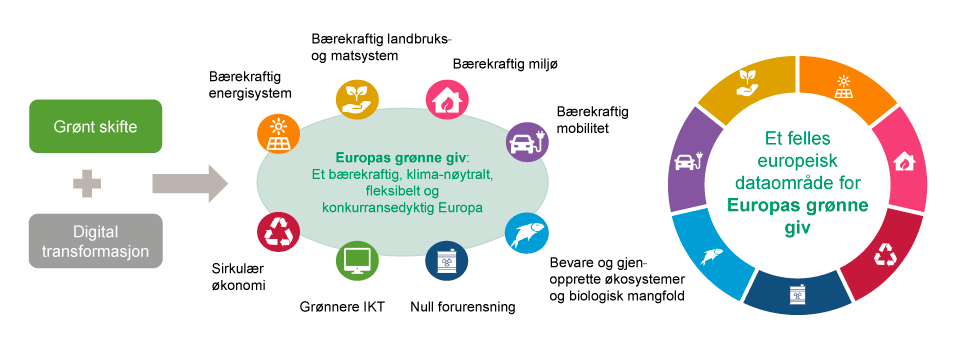 Grønt skifte
Digital
transformasjon
Bærekraftig
energisystem
Bærekraftig landbruks-
og matsystem
Bærekraftig miljø
Bærekraftig
mobilitet
Europas grønne giv:
Et bærekraftig, klima-nøytralt,
fleksibelt og
konkurransedyktig Europa
Sirkulær
økonomi
Grønnere IKT
Null forurensning
Bevare og gjen-
opprette økosystemer
og biologisk mangfold
Et felles
europeisk
dataområde for
Europas grønne
giv